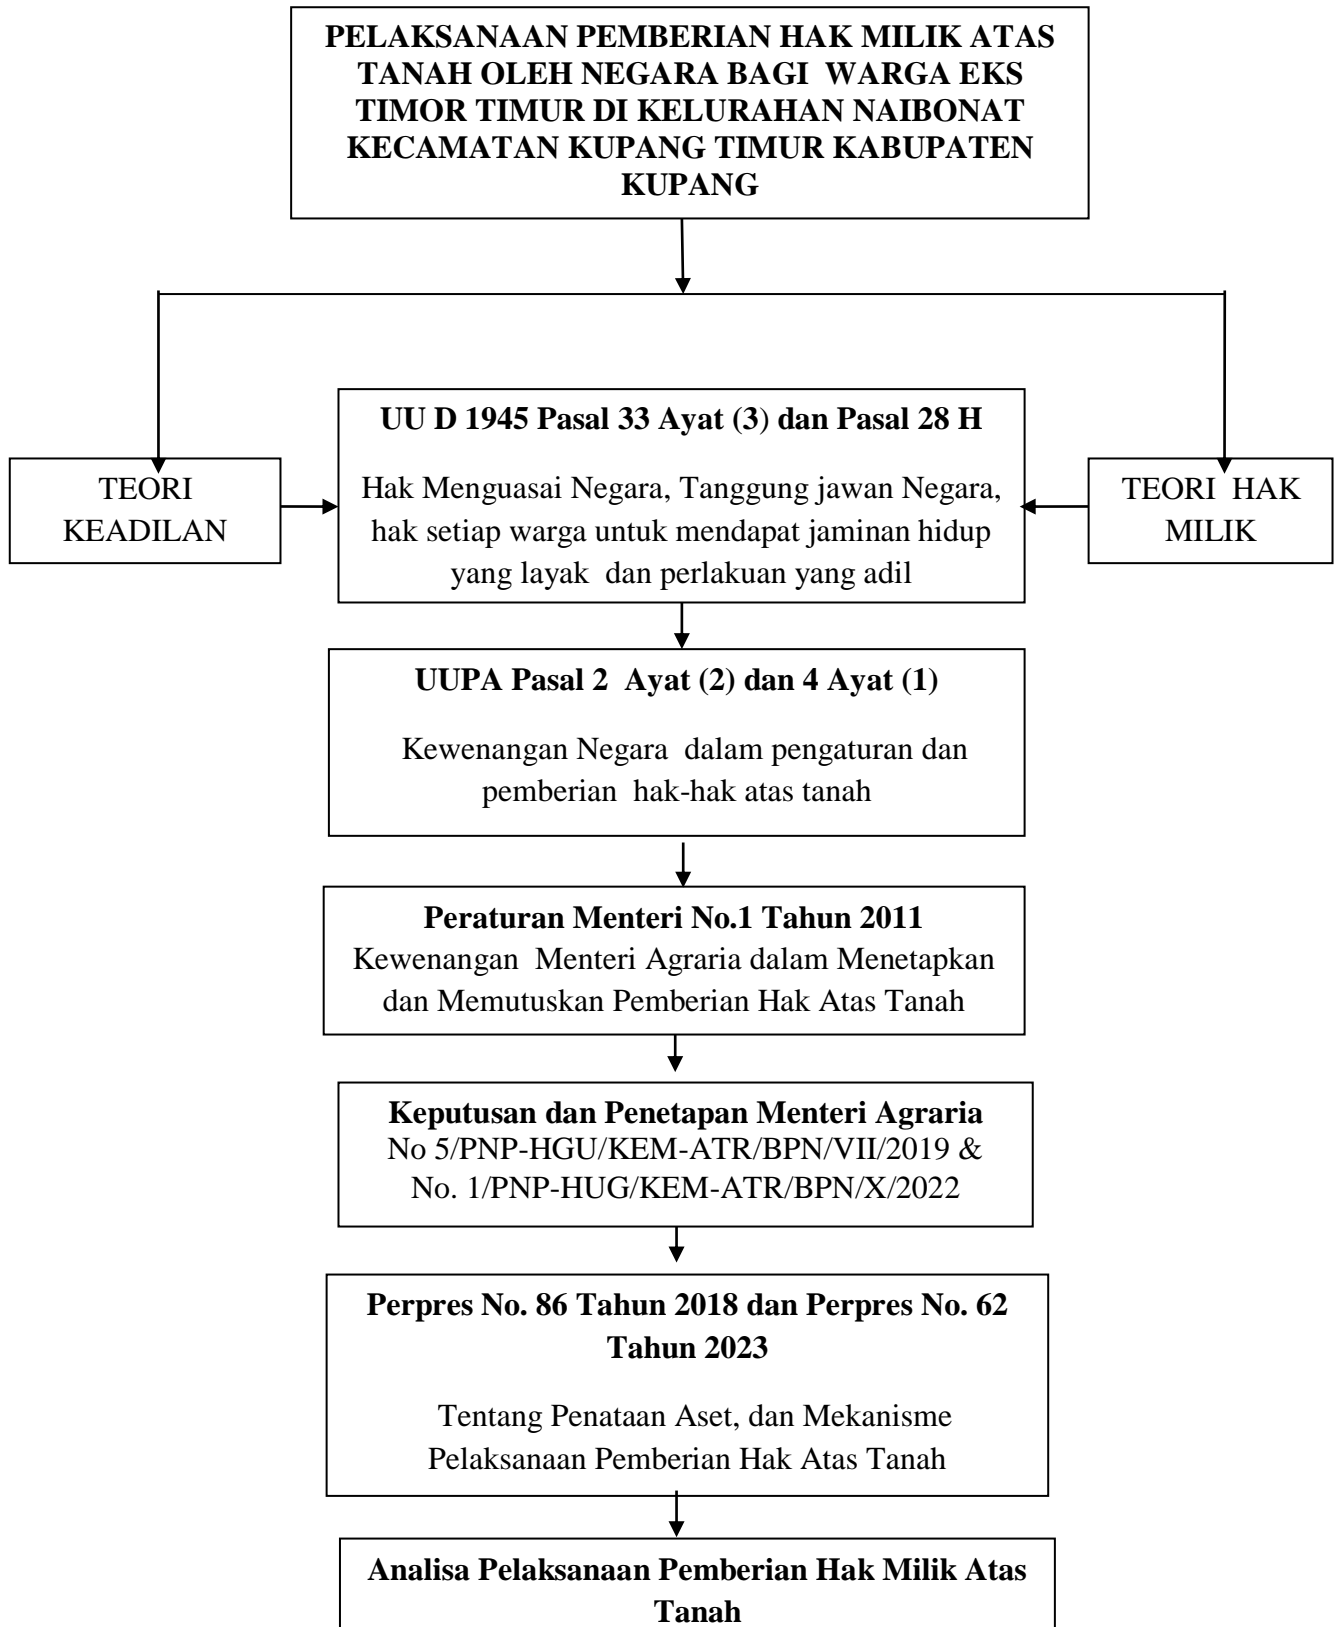 PELAKSANAAN PEMBERIAN HAK MILIK ATAS
TANAH OLEH NEGARA BAGI WARGA EKS
TIMOR TIMUR DI KELURAHAN NAIBONAT
KECAMATAN KUPANG TIMUR KABUPATEN
KUPANG
TEORI
KEADILAN
UU D 1945 Pasal 33 Ayat (3) dan Pasal 28 H
Hak Menguasai Negara, Tanggung jawan Negara,
hak setiap warga untuk mendapat jaminan hidup
yang layak dan perlakuan yang adil
TEORI HAK
MILIK
UUPA Pasal 2 Ayat (2) dan 4 Ayat (1)
Kewenangan Negara dalam pengaturan dan
pemberian hak-hak atas tanah
Peraturan Menteri No.1 Tahun 2011
Kewenangan Menteri Agraria dalam Menetapkan
dan Memutuskan Pemberian Hak Atas Tanah
Keputusan dan Penetapan Menteri Agraria
No 5/PNP-HGU/KEM-ATR/BPN/VII/2019 &
No. 1/PNP-HUG/KEM-ATR/BPN/X/2022
Perpres No. 86 Tahun 2018 dan Perpres No. 62
Tahun 2023
Tentang Penataan Aset, dan Mekanisme
Pelaksanaan Pemberian Hak Atas Tanah
Analisa Pelaksanaan Pemberian Hak Milik Atas
Tanah